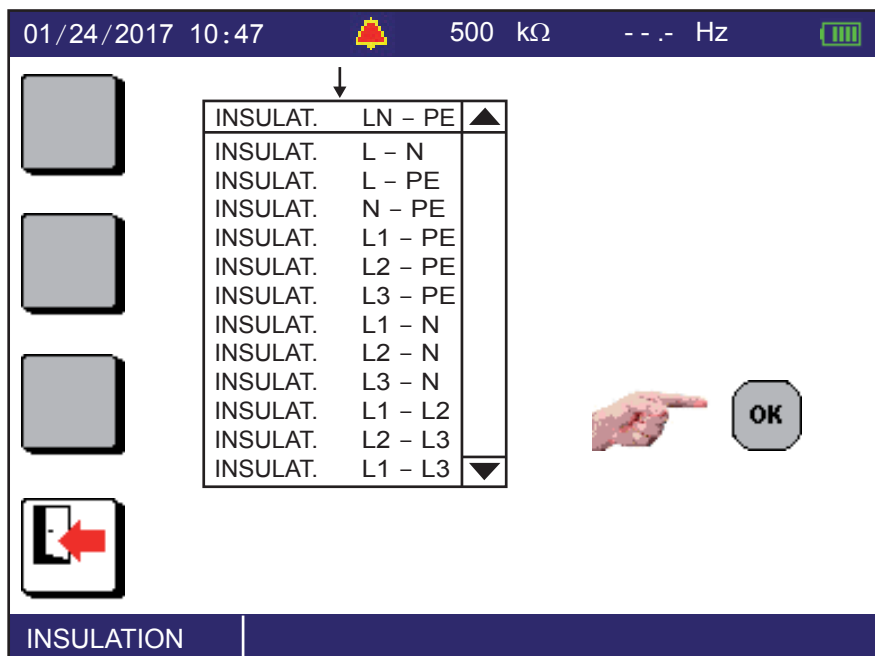 01/24/2017 10:47 500 kΩ - - .- Hz
INSULAT. LN – PE
INSULAT. L – N
INSULAT. L – PE
INSULAT. N – PE
INSULAT. L1 – PE
INSULAT. L2 – PE
INSULAT. L3 – PE
INSULAT. L1 – N
INSULAT. L2 – N
INSULAT. L3 – N
INSULAT. L1 – L2
INSULAT. L2 – L3
INSULAT. L1 – L3
OK
INSULATION